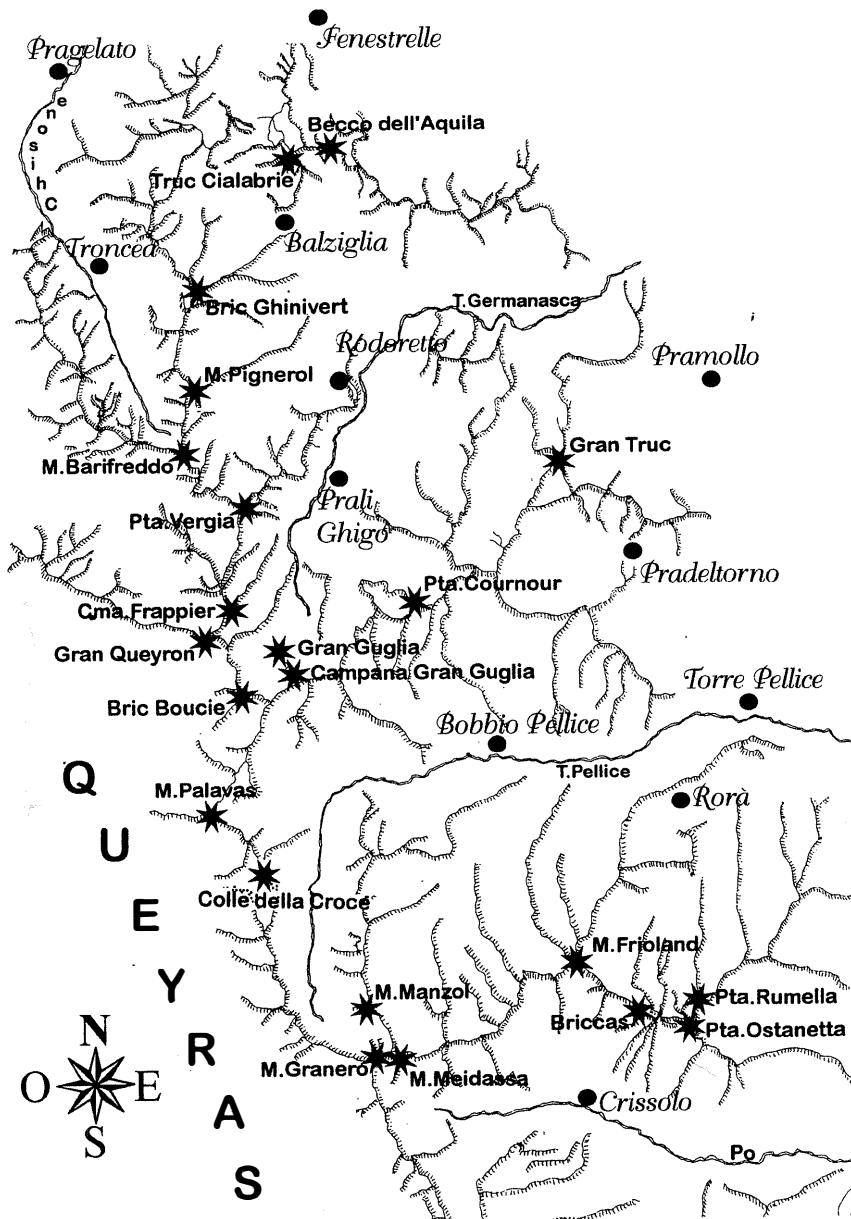 Fenestrelle
Pragelato
Chisone
Becco dell'Aquila
Truc Cialabrie
Balziglia
Troncea
Bric Ghinivert
T.Germanasca
Rodoretto
Pramollo
M.Pignerol
Gran Truc
M.Barifreddo
Prali
Ghigo
Pta.Vergia
Pradeltorno
Pta.Cournour
Cma.Frappier
Gran Queyron
Gran Guglia
Campana Gran Guglia
Torre Pellice
Bric Boucie
Bobbio Pellice
T.Pellice
M.Palavas
Rorà
Colle della Croce
QUEYRAS
M.Frioland
M.Manzol
Pta.Rumella
Briccas
Pta.Ostanetta
M.Granero
M.Meidassa
N
O
E
S
Crissolo
Po